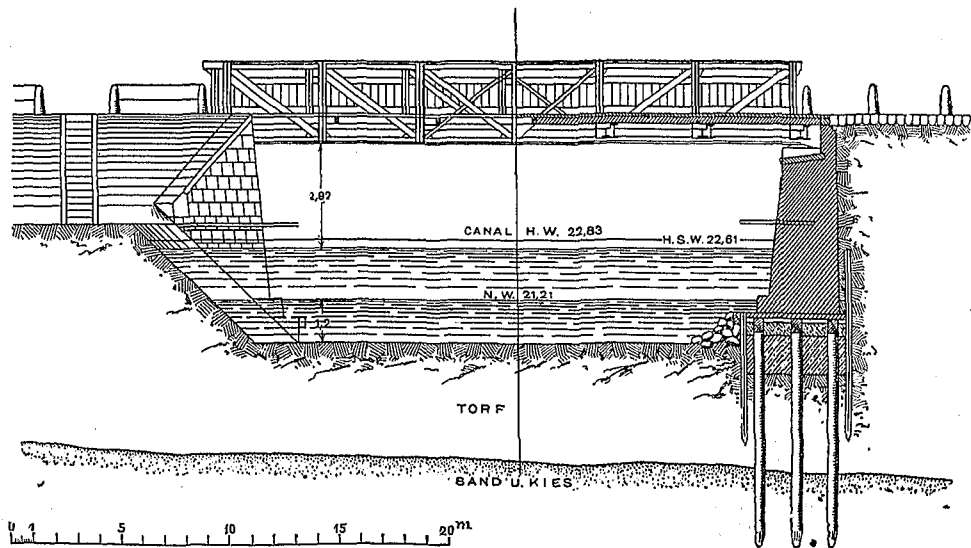 2,82
CANAL H.W. 22,83
H.S.W. 22,61
N.W. 21,21
1,2
TORF
SAND U. KIES
0 1 5 10 15 20 m